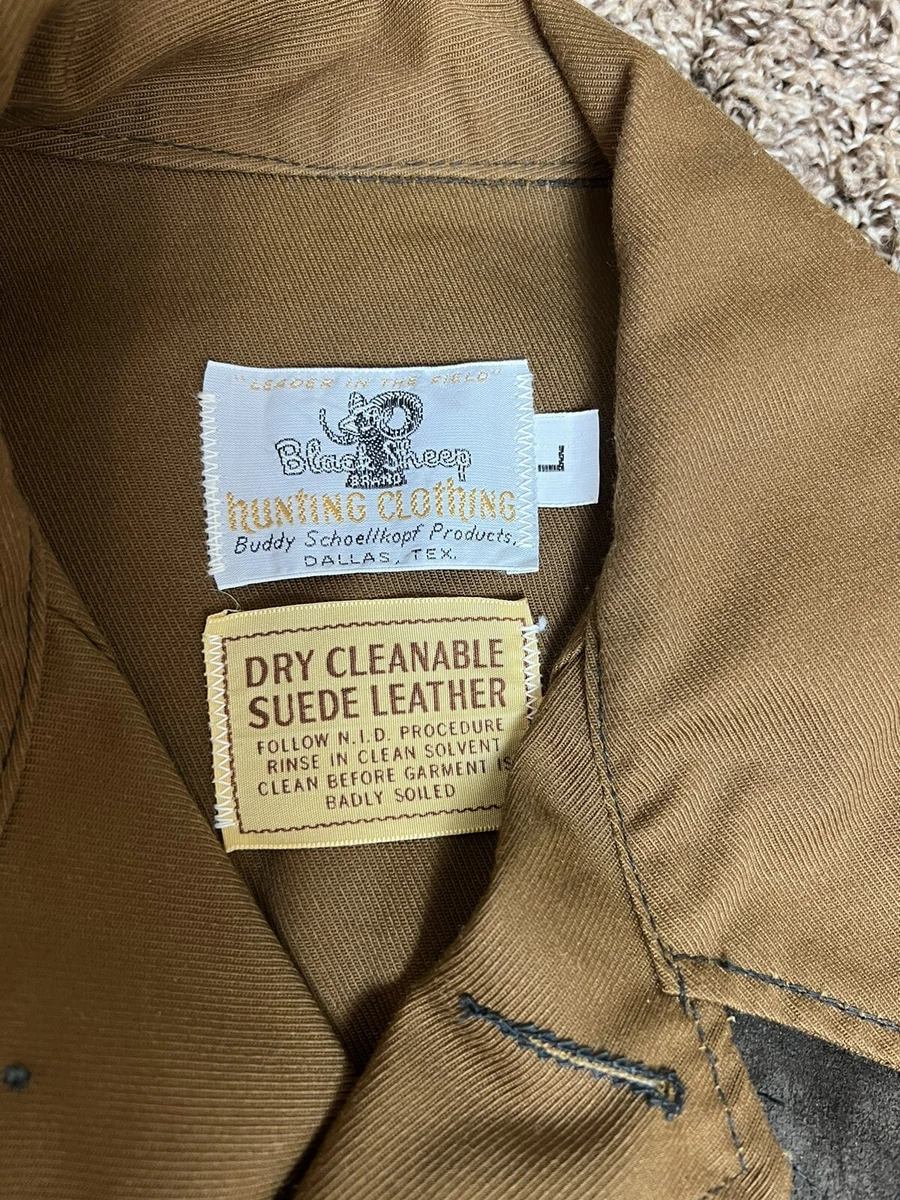 "LEADER IN THE FIELD"
Black Sheep
BRAND
HUNTING CLOTHING
Buddy Schoellkopf Products,
DALLAS, TEX.
L
DRY CLEANABLE
SUEDE LEATHER
FOLLOW N.I.D. PROCEDURE
RINSE IN CLEAN SOLVENT
CLEAN BEFORE GARMENT IS
BADLY SOILED